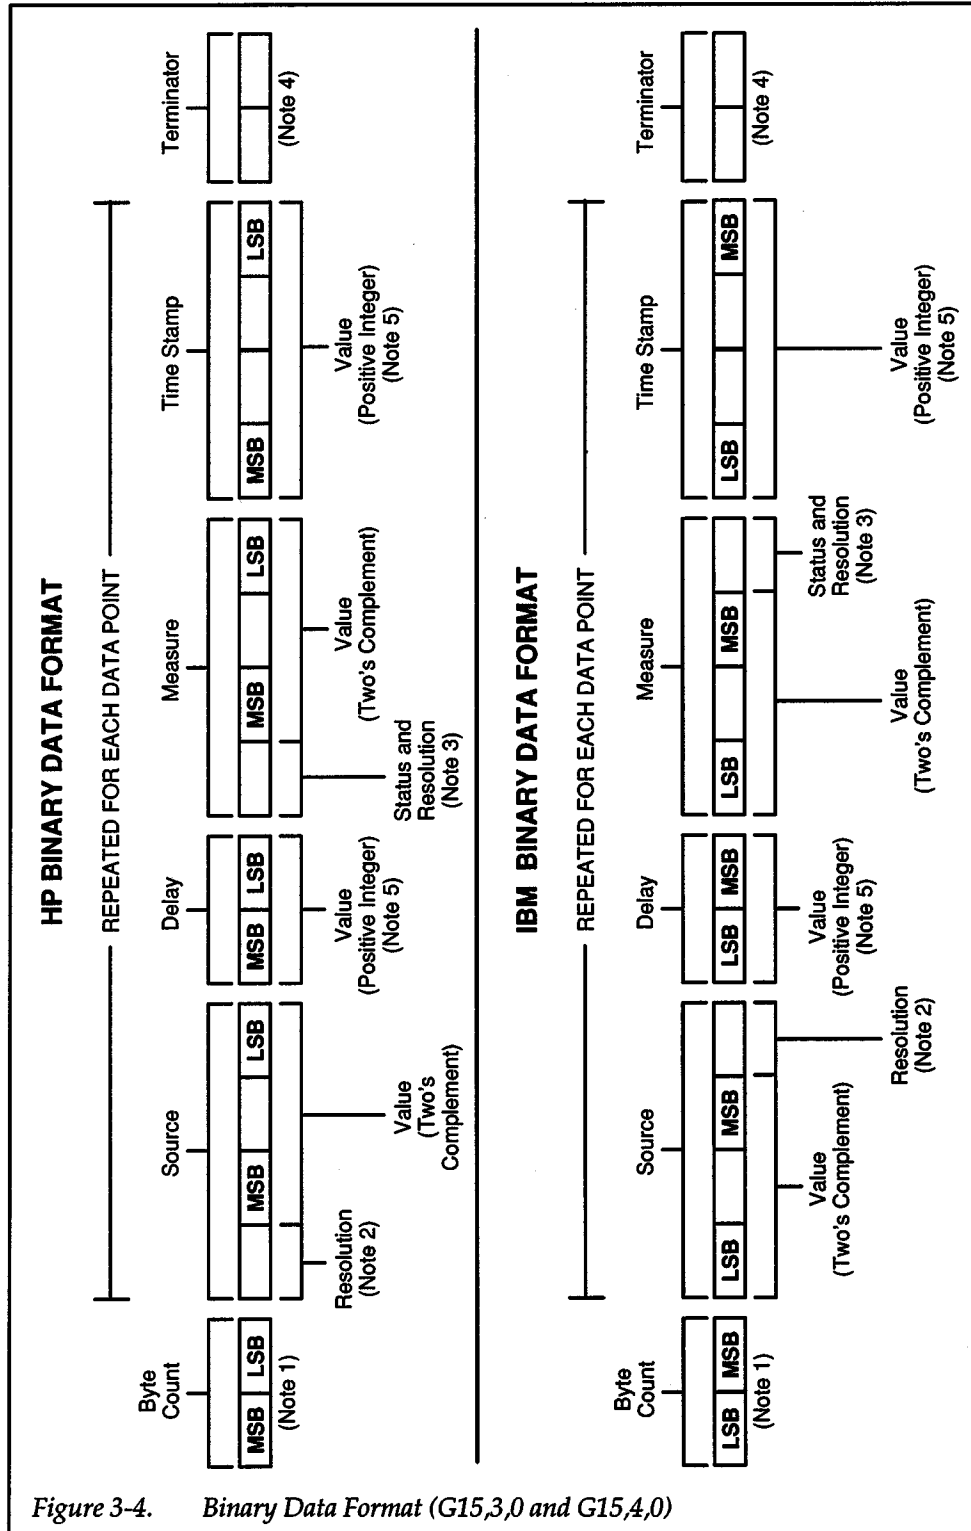 HP BINARY DATA FORMAT
REPEATED FOR EACH DATA POINT
Byte
Count
MSB LSB
(Note 1)
Source
MSB LSB
Resolution
(Note 2)
Value
(Two's
Complement)
Delay
MSB LSB
Value
(Positive Integer)
(Note 5)
Measure
MSB LSB
Status and
Resolution
(Note 3)
Value
(Two's Complement)
Time Stamp
MSB LSB
Value
(Positive Integer)
(Note 5)
Terminator
(Note 4)
IBM BINARY DATA FORMAT
REPEATED FOR EACH DATA POINT
Byte
Count
LSB MSB
(Note 1)
Source
LSB MSB
Value
(Two's Complement)
Resolution
(Note 2)
Delay
LSB MSB
Value
(Positive Integer)
(Note 5)
Measure
LSB MSB
Value
(Two's Complement)
Status and
Resolution
(Note 3)
Time Stamp
LSB MSB
Value
(Positive Integer)
(Note 5)
Terminator
(Note 4)
Figure 3-4. Binary Data Format (G15,3,0 and G15,4,0)